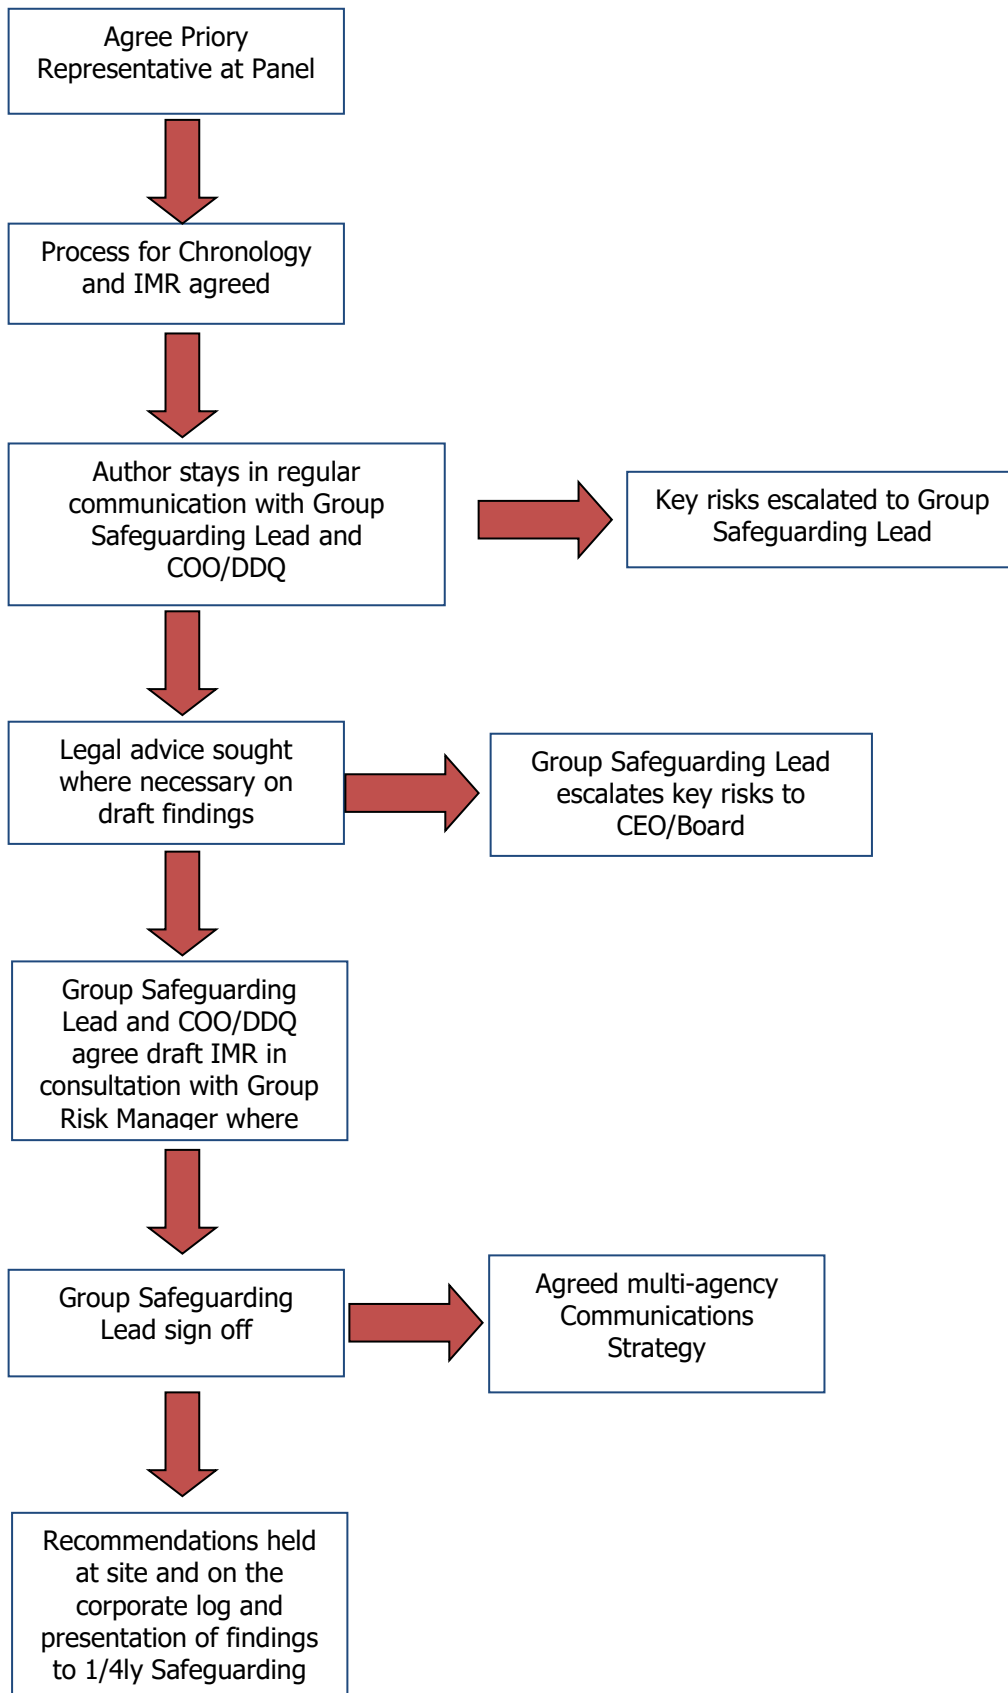 Agree Priory
Representative at Panel
Process for Chronology
and IMR agreed
Author stays in regular
communication with Group
Safeguarding Lead and
COO/DDQ
Key risks escalated to Group
Safeguarding Lead
Legal advice sought
where necessary on
draft findings
Group Safeguarding Lead
escalates key risks to
CEO/Board
Group Safeguarding
Lead and COO/DDQ
agree draft IMR in
consultation with Group
Risk Manager where
Group Safeguarding
Lead sign off
Agreed multi-agency
Communications
Strategy
Recommendations held
at site and on the
corporate log and
presentation of findings
to 1/4ly Safeguarding